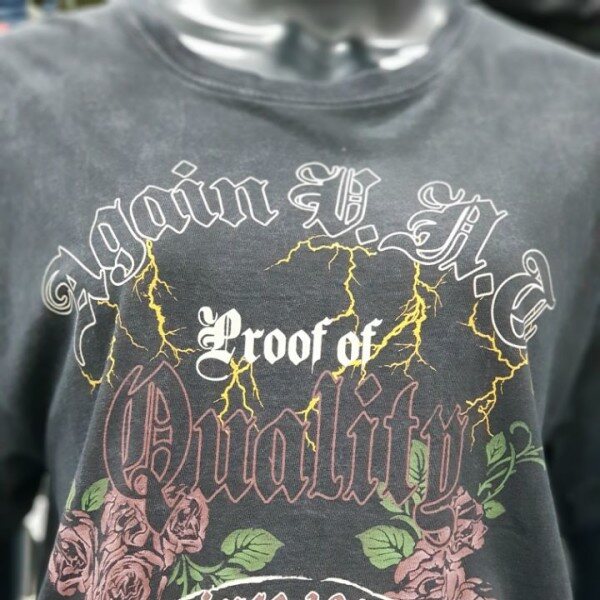 Again V.A.C
Proof of
Quality